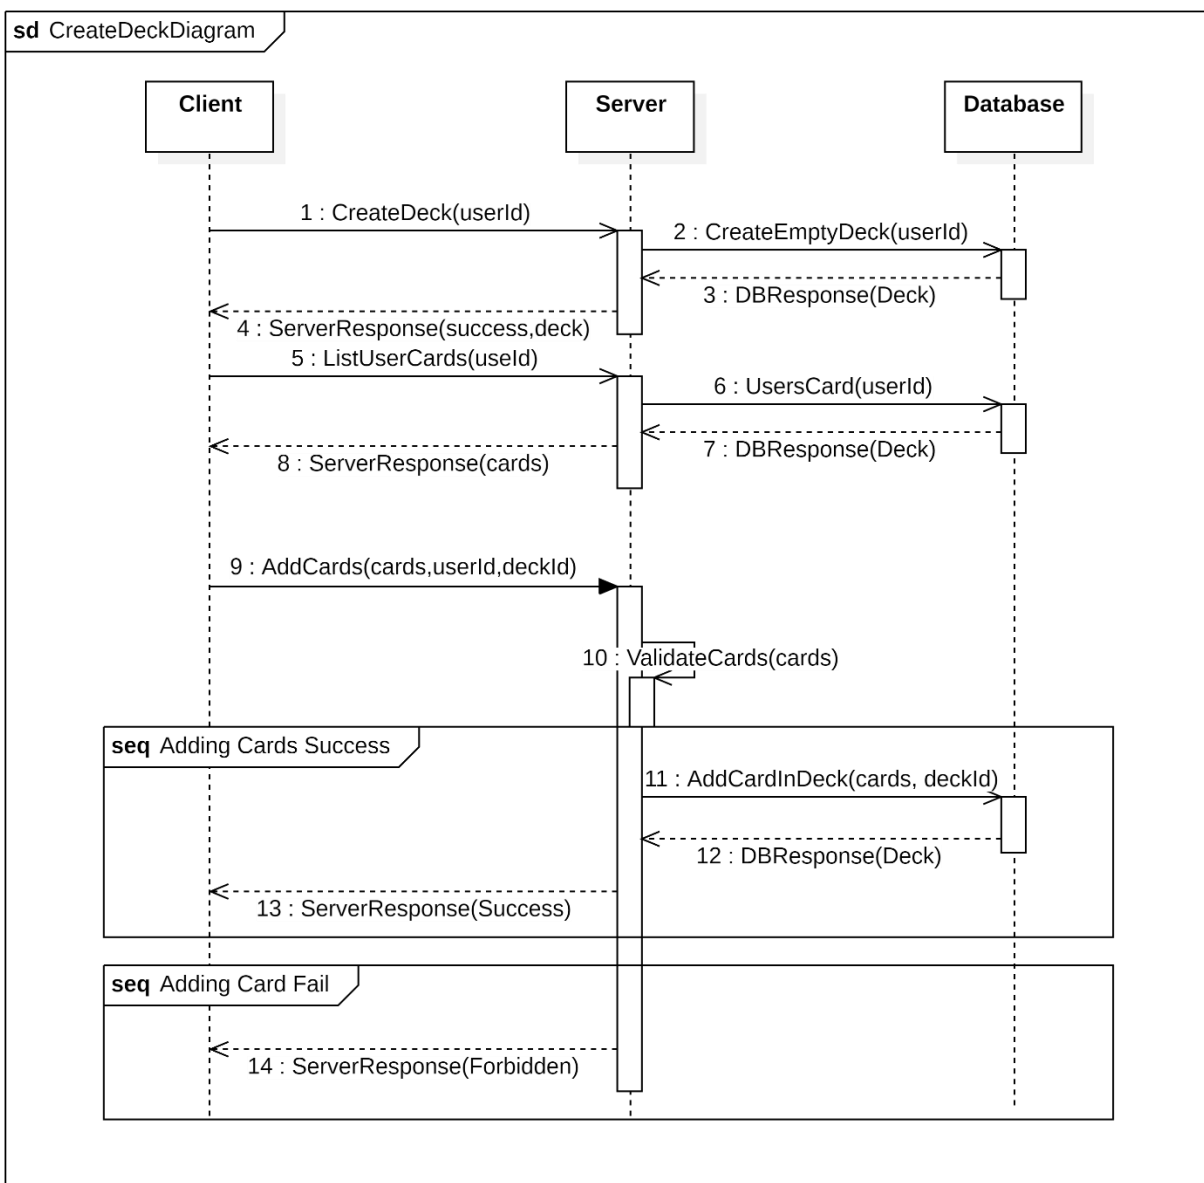 sd CreateDeckDiagram
Client
Server
Database
1 : CreateDeck(userId)
2 : CreateEmptyDeck(userId)
3 : DBResponse(Deck)
4 : ServerResponse(success,deck)
5 : ListUserCards(useId)
6 : UsersCard(userId)
7 : DBResponse(Deck)
8 : ServerResponse(cards)
9 : AddCards(cards,userId,deckId)
10 : ValidateCards(cards)
seq Adding Cards Success
11 : AddCardInDeck(cards, deckId)
12 : DBResponse(Deck)
13 : ServerResponse(Success)
seq Adding Card Fail
14 : ServerResponse(Forbidden)